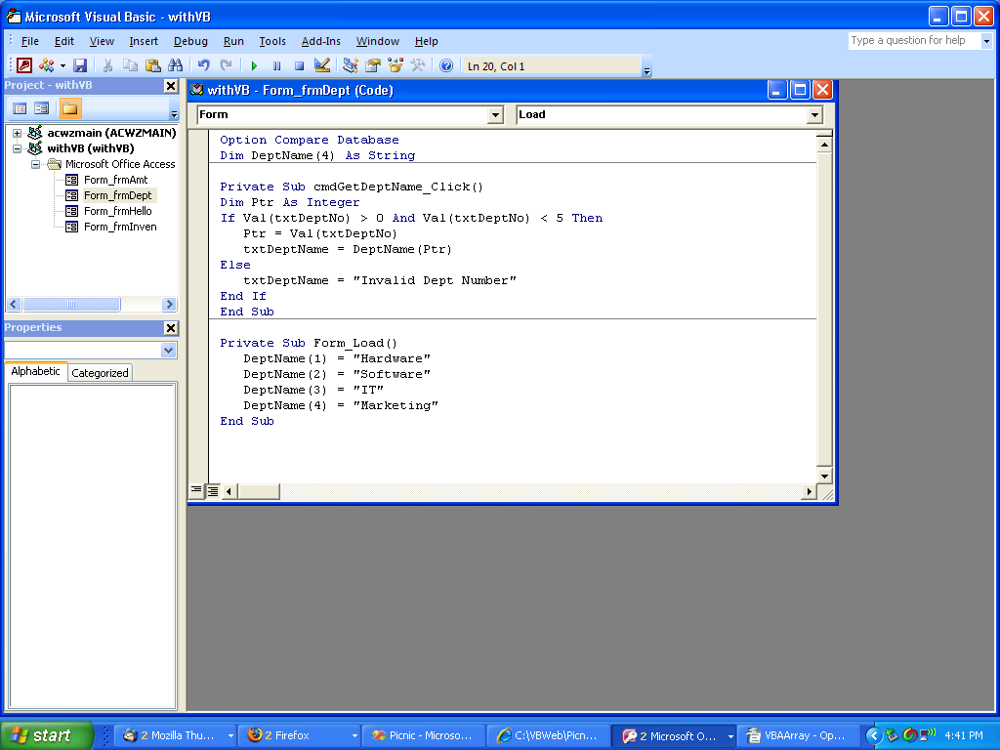 Microsoft Visual Basic - withVB
File Edit View Insert Debug Run Tools Add-Ins Window Help
Type a question for help
Ln 20, Col 1
Project - withVB
acwzmain (ACWZMAIN)
withVB (withVB)
Microsoft Office Access
Form_frmAmt
Form_frmDept
Form_frmHello
Form_frmInven
Properties
Alphabetic Categorized
withVB - Form_frmDept (Code)
Form Load
Option Compare Database
Dim DeptName(4) As String
Private Sub cmdGetDeptName_Click()
Dim Ptr As Integer
If Val(txtDeptNo) > 0 And Val(txtDeptNo) < 5 Then
Ptr = Val(txtDeptNo)
txtDeptName = DeptName(Ptr)
Else
txtDeptName = "Invalid Dept Number"
End If
End Sub
Private Sub Form_Load()
DeptName(1) = "Hardware"
DeptName(2) = "Software"
DeptName(3) = "IT"
DeptName(4) = "Marketing"
End Sub
start 2 Mozilla Thu... 2 Firefox Picnic - Microso... C:\VBWeb\Picn... 2 Microsoft O... VBAArray - Op... 4:41 PM